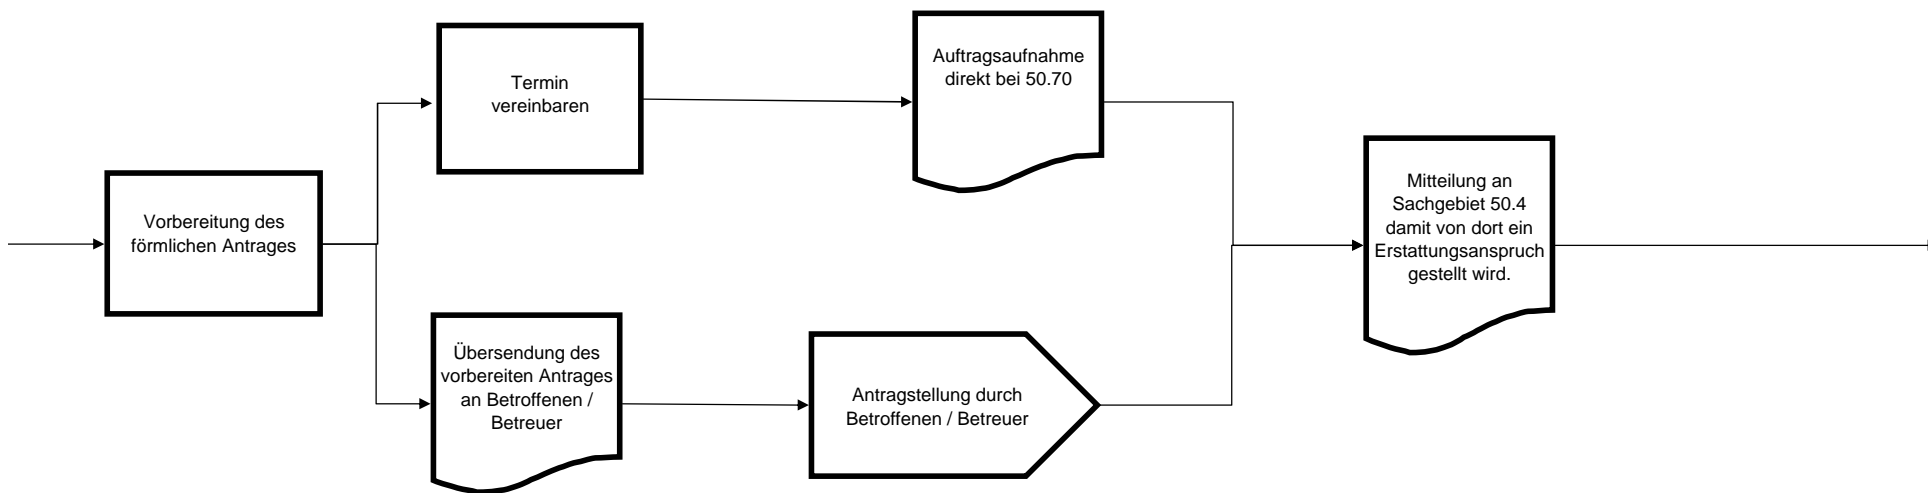 Vorbereitung des
förmlichen Antrages
Termin
vereinbaren
Auftragsaufnahme
direkt bei 50.70
Übersendung des
vorbereiten Antrages
an Betroffenen /
Betreuer
Antragstellung durch
Betroffenen / Betreuer
Mitteilung an
Sachgebiet 50.4
damit von dort ein
Erstattungsanspruch
gestellt wird.